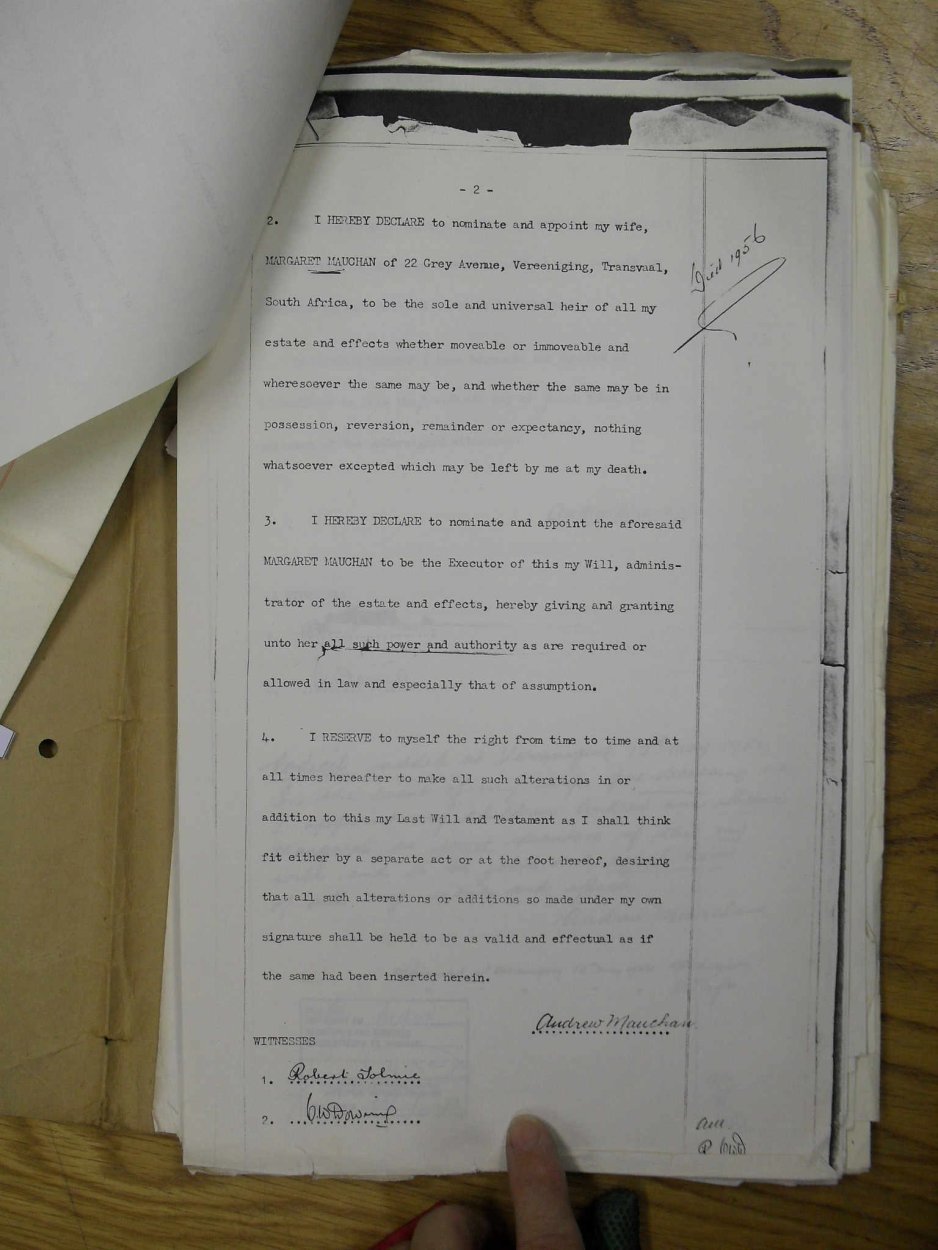 - 2 -
2. I HEREBY DECLARE to nominate and appoint my wife,
MARGARET MAUCHAN of 22 Grey Avenue, Vereeniging, Transvaal,
Died 1956
South Africa, to be the sole and universal heir of all my
estate and effects whether moveable or immoveable and
wheresoever the same may be, and whether the same may be in
possession, reversion, remainder or expectancy, nothing
whatsoever excepted which may be left by me at my death.
3. I HEREBY DECLARE to nominate and appoint the aforesaid
MARGARET MAUCHAN to be the Executor of this my Will, adminis-
trator of the estate and effects, hereby giving and granting
unto her, all such power and authority as are required or
allowed in law and especially that of assumption.
4. I RESERVE to myself the right from time to time and at
all times hereafter to make all such alterations in or
addition to this my Last Will and Testament as I shall think
fit either by a separate act or at the foot hereof, desiring
that all such alterations or additions so made under my own
signature shall be held to be as valid and effectual as if
the same had been inserted herein.
Andrew Mauchan
WITNESSES
1. Robert Tolmie
2. C.W. Downing
AM